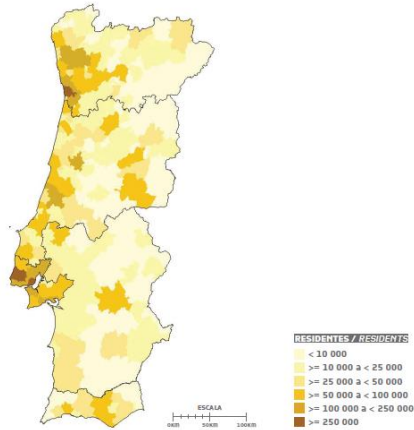 RESIDENTES / RESIDENTS
< 10 000
>= 10 000 a < 25 000
>= 25 000 a < 50 000
>= 50 000 a < 100 000
>= 100 000 a < 250 000
>= 250 000
ESCALA
0KM 50KM 100KM